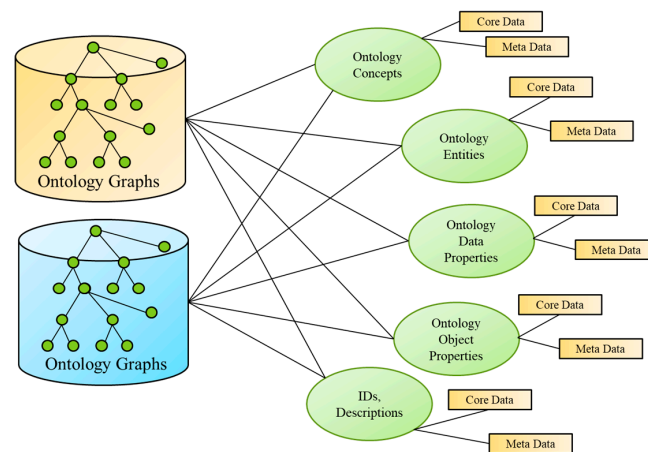 Ontology Graphs
Ontology Graphs
Ontology
Concepts
Core Data
Meta Data
Ontology
Entities
Core Data
Meta Data
Ontology
Data
Properties
Core Data
Meta Data
Ontology
Object
Properties
Core Data
Meta Data
IDs,
Descriptions
Core Data
Meta Data